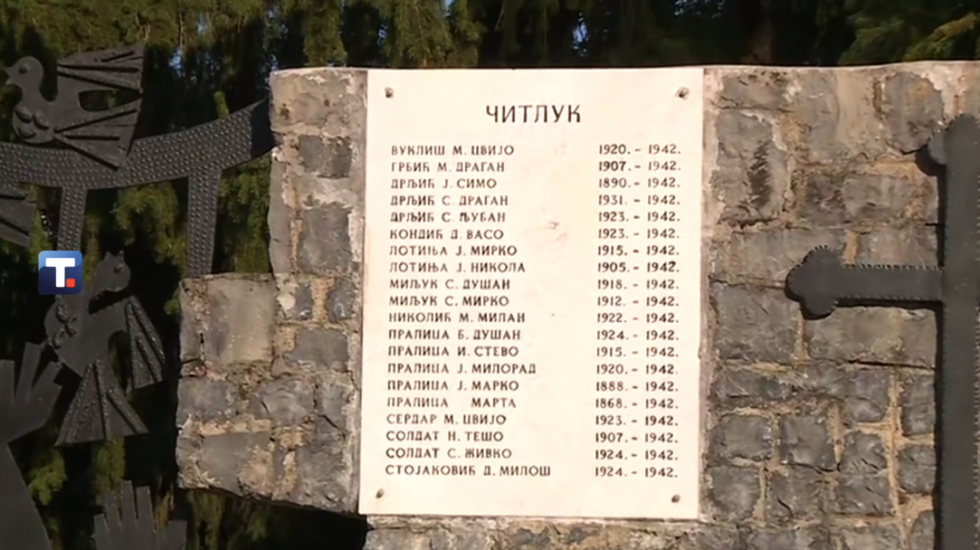 ЧИТЛУК
ВУКЛИШ М. ЦВИЈО 1920. - 1942.
ГРБИЋ М. ДРАГАН 1907. - 1942.
ДРЉИЋ Ј. СИМО 1890. - 1942.
ДРЉИЋ С. ДРАГАН 1931. - 1942.
ДРЉИЋ С. ЉУБАН 1923. - 1942.
КОНДИЋ Д. ВАСО 1923. - 1942.
ЛОТИЊА Ј. МИРКО 1915. - 1942.
ЛОТИЊА Ј. НИКОЛА 1905. - 1942.
МИЉУК С. ДУШАН 1918. - 1942.
МИЉУК С. МИРКО 1912. - 1942.
НИКОЛИЋ М. МИЛАН 1922. - 1942.
ПРАЛИЦА Б. ДУШАН 1924. - 1942.
ПРАЛИЦА И. СТЕВО 1915. - 1942.
ПРАЛИЦА Ј. МИЛОРАД 1920. - 1942.
ПРАЛИЦА Ј. МАРКО 1888. - 1942.
ПРАЛИЦА МАРТА 1868. - 1942.
СЕРДАР М. ЦВИЈО 1923. - 1942.
СОЛДАТ Н. ТЕШО 1907. - 1942.
СОЛДАТ С. ЖИВКО 1924. - 1942.
СТОЈАКОВИЋ Д. МИЛОШ 1924. - 1942.
T.